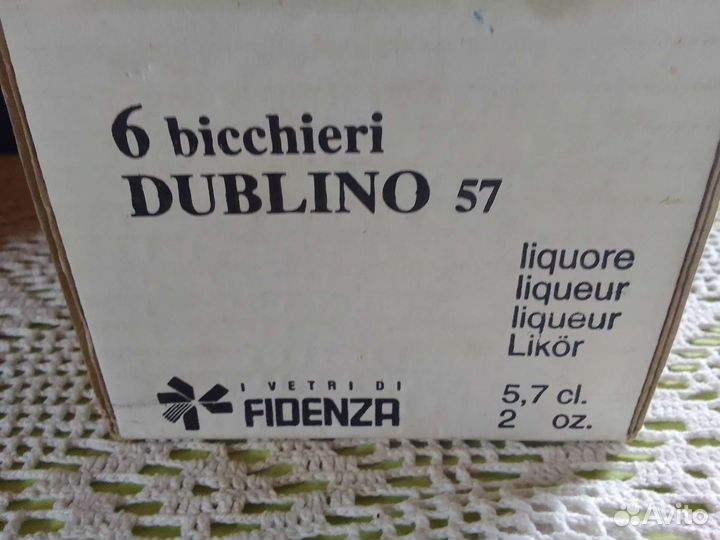 6 bicchieri
DUBLINO 57
liquore
liqueur
liqueur
Likör
I VETRI DI
FIDENZA
5,7 cl.
2 oz.
Avito